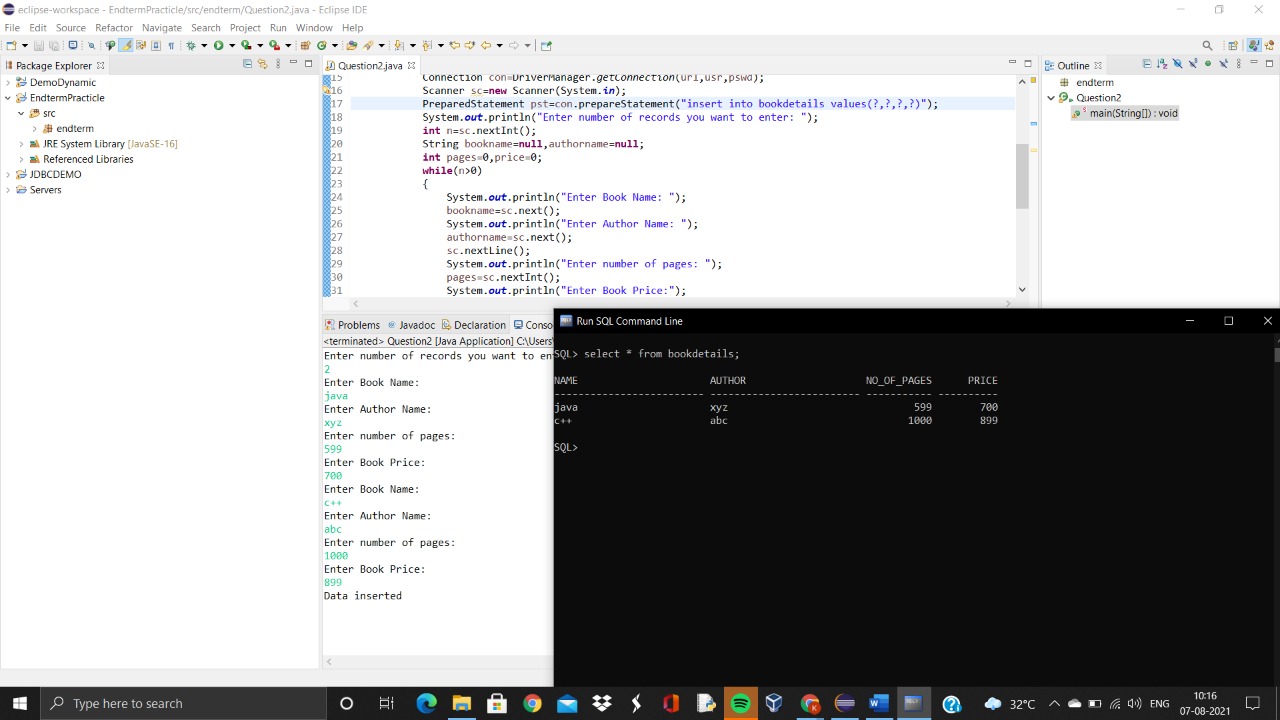 eclipse-workspace - EndtermPracticle/src/endterm/Question2.java - Eclipse IDE
File Edit Source Refactor Navigate Search Project Run Window Help
Package Explorer
DemoDynamic
EndtermPracticle
src
endterm
JRE System Library [JavaSE-16]
Referenced Libraries
JDBCDEMO
Servers
Question2.java
15 Connection con=DriverManager.getConnection(url,usr,pswd);
16 Scanner sc=new Scanner(System.in);
17 PreparedStatement pst=con.prepareStatement("insert into bookdetails values(?,?,?,?)");
18 System.out.println("Enter number of records you want to enter: ");
19 int n=sc.nextInt();
20 String bookname=null,authorname=null;
21 int pages=0,price=0;
22 while(n>0)
23 {
24 System.out.println("Enter Book Name: ");
25 bookname=sc.next();
26 System.out.println("Enter Author Name: ");
27 authorname=sc.next();
28 sc.nextLine();
29 System.out.println("Enter number of pages: ");
30 pages=sc.nextInt();
31 System.out.println("Enter Book Price:");
Outline
endterm
Question2
main(String[]) : void
Problems Javadoc Declaration Conso
<terminated> Question2 [Java Application] C:\Users
Enter number of records you want to en
2
Enter Book Name:
java
Enter Author Name:
xyz
Enter number of pages:
599
Enter Book Price:
700
Enter Book Name:
c++
Enter Author Name:
abc
Enter number of pages:
1000
Enter Book Price:
899
Data inserted
Run SQL Command Line
SQL> select * from bookdetails;
NAME AUTHOR NO_OF_PAGES PRICE
------------------------- ------------------------- ----------- ----------
java xyz 599 700
c++ abc 1000 899
SQL>
Type here to search
32°C ENG
10:16
07-08-2021